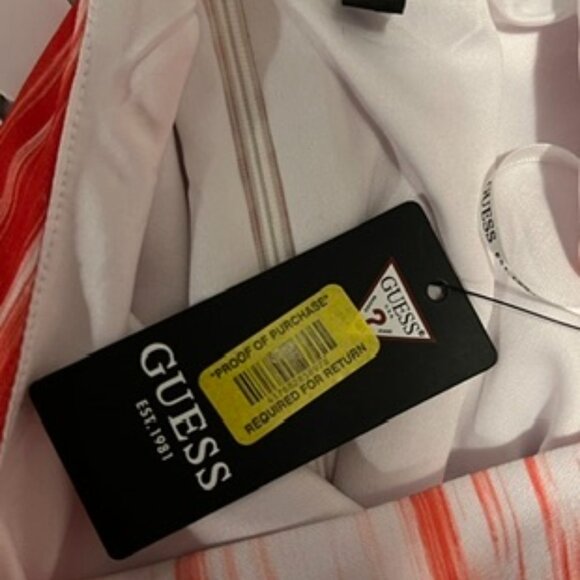 GUESS
EST.1981
"PROOF OF PURCHASE"
REQUIRED FOR RETURN
GUESS®
?
GUESS